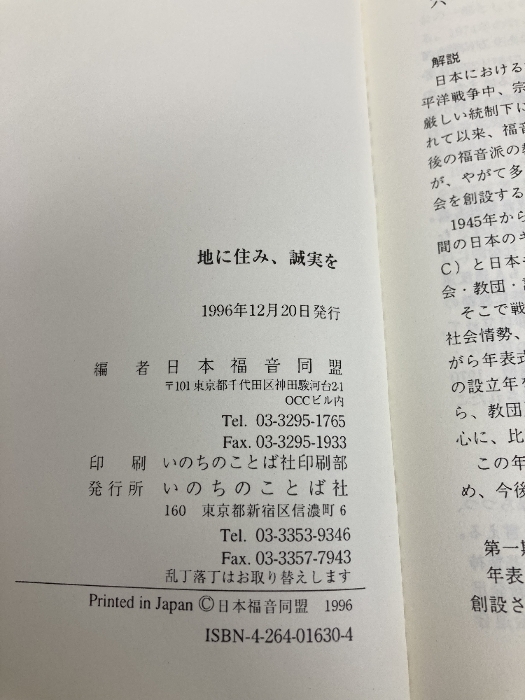 地に住み、誠実を
1996年12月20日発行
編 者 日本福音同盟
〒101 東京都千代田区神田駿河台2-1
OCCビル内
Tel. 03-3295-1765
Fax. 03-3295-1933
印 刷 いのちのことば社印刷部
発行所 いのちのことば社
160 東京都新宿区信濃町6
Tel. 03-3353-9346
Fax. 03-3357-7943
乱丁落丁はお取り替えします
Printed in Japan ©日本福音同盟 1996
ISBN-4-264-01630-4
解説
日本における
平洋戦争中、宗
厳しい統制下に
れて以来、福音
後の福音派の
が、やがて多
会を創設する
1945年から
間の日本のキ
C)と日本
会・教団・
そこで戦
社会情勢、
がら年表式
の設立年を
ら、教団
心に、比
この年
め、今後
第一期
年表
創設さ